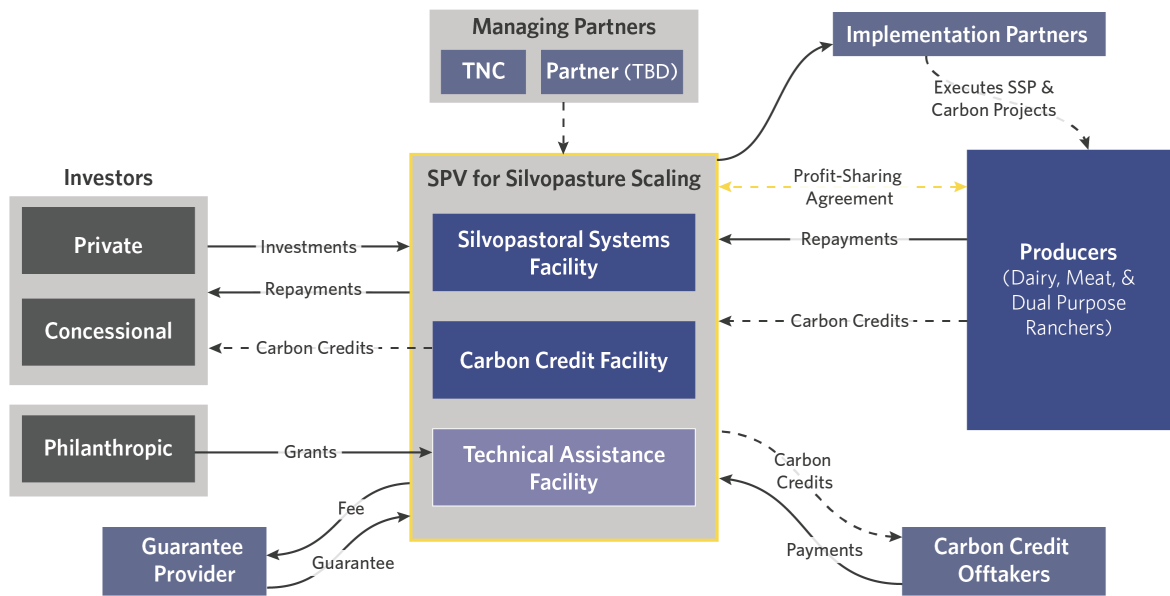 Managing Partners
TNC
Partner (TBD)
Implementation Partners
Executes SSP &
Carbon Projects
Investors
Private
Concessional
Philanthropic
Investments
Repayments
Carbon Credits
Grants
SPV for Silvopasture Scaling
Silvopastoral Systems
Facility
Carbon Credit Facility
Technical Assistance
Facility
Profit-Sharing
Agreement
Repayments
Carbon Credits
Producers
(Dairy, Meat, &
Dual Purpose
Ranchers)
Carbon
Credits
Payments
Carbon Credit
Offtakers
Fee
Guarantee
Guarantee
Provider